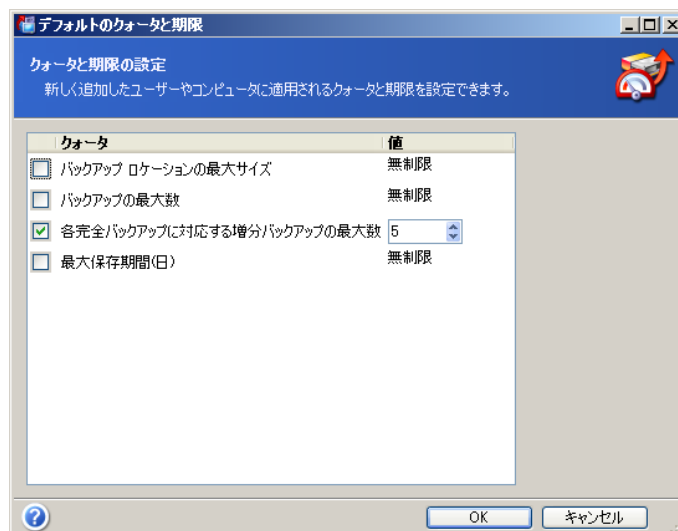 デフォルトのクォータと期限
クォータと期限の設定
新しく追加したユーザーやコンピュータに適用されるクォータと期限を設定できます。
クォータ 値
バックアップ ロケーションの最大サイズ 無制限
バックアップの最大数 無制限
各完全バックアップに対応する増分バックアップの最大数 5
最大保存期間(日) 無制限
OK キャンセル